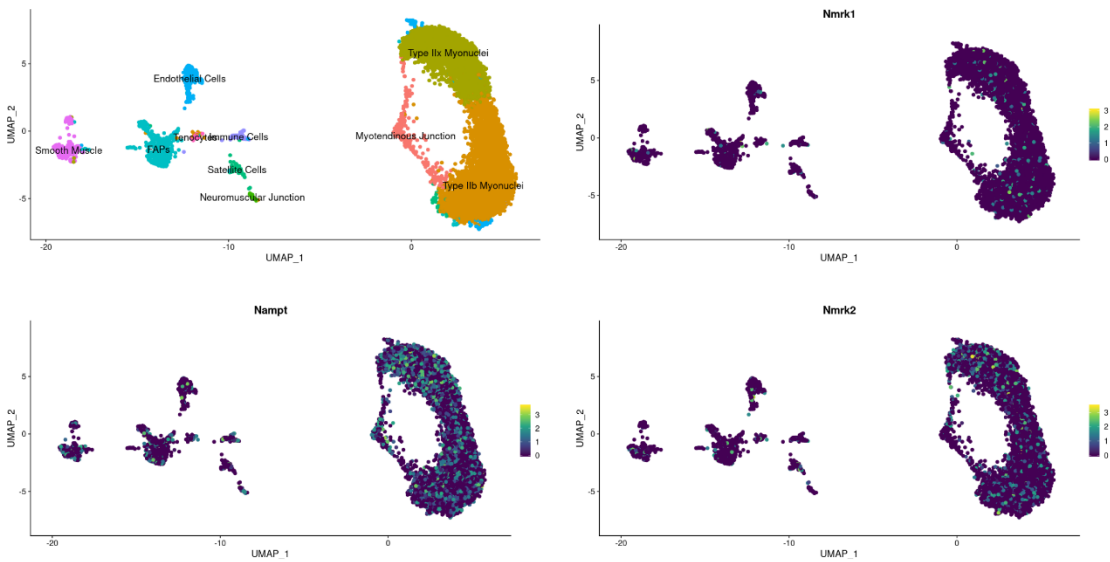 5
0
-5
UMAP_2
-20
-10
0
UMAP_1
Type IIx Myonuclei
Endothelial Cells
Tenocytes
Immune Cells
Myotendinous Junction
Smooth Muscle
FAPs
Satellite Cells
Type IIb Myonuclei
Neuromuscular Junction
Nmrk1
5
0
-5
UMAP_2
-20
-10
0
UMAP_1
3
2
1
0
Nampt
5
0
-5
UMAP_2
-20
-10
0
UMAP_1
3
2
1
0
Nmrk2
5
0
-5
UMAP_2
-20
-10
0
UMAP_1
3
2
1
0